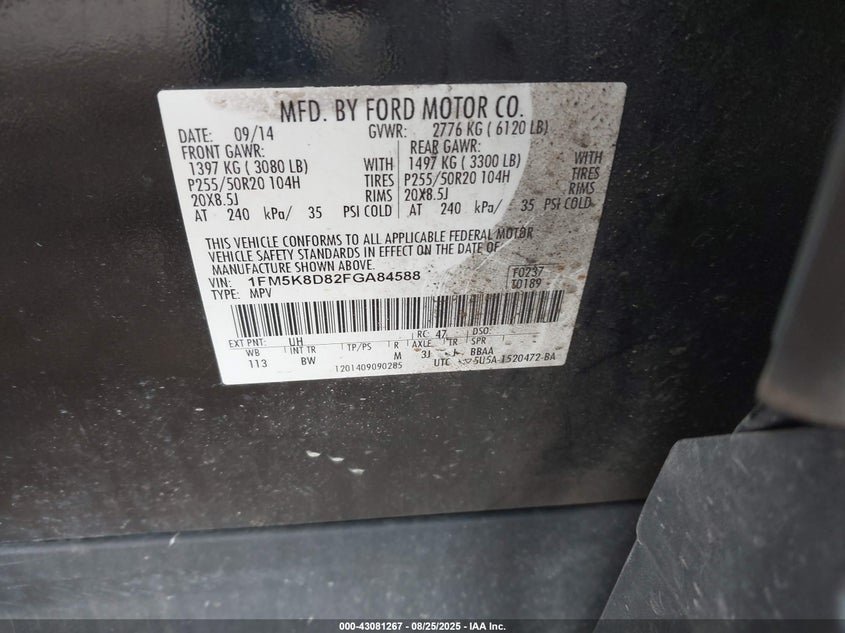 MFD. BY FORD MOTOR CO.
DATE: 09/14 GVWR: 2776 KG ( 6120 LB)
FRONT GAWR: REAR GAWR:
1397 KG ( 3080 LB) WITH 1497 KG ( 3300 LB) WITH
P255/50R20 104H TIRES P255/50R20 104H TIRES
20X8.5J RIMS 20X8.5J RIMS
AT 240 kPa/ 35 PSI COLD AT 240 kPa/ 35 PSI COLD
THIS VEHICLE CONFORMS TO ALL APPLICABLE FEDERAL MOTOR
VEHICLE SAFETY STANDARDS IN EFFECT ON THE DATE OF
MANUFACTURE SHOWN ABOVE.
VIN: 1FM5K8D82FGA84588 F0237
TYPE: MPV T0189
EXT PNT: UH RC: 47 DSO:
WB INT TR TP/PS R AXLE TR SPR
113 BW M 3J J BBAA
1201409090285 UTC 5U5A-1520472-BA
000-43081267 - 08/25/2025 - IAA Inc.